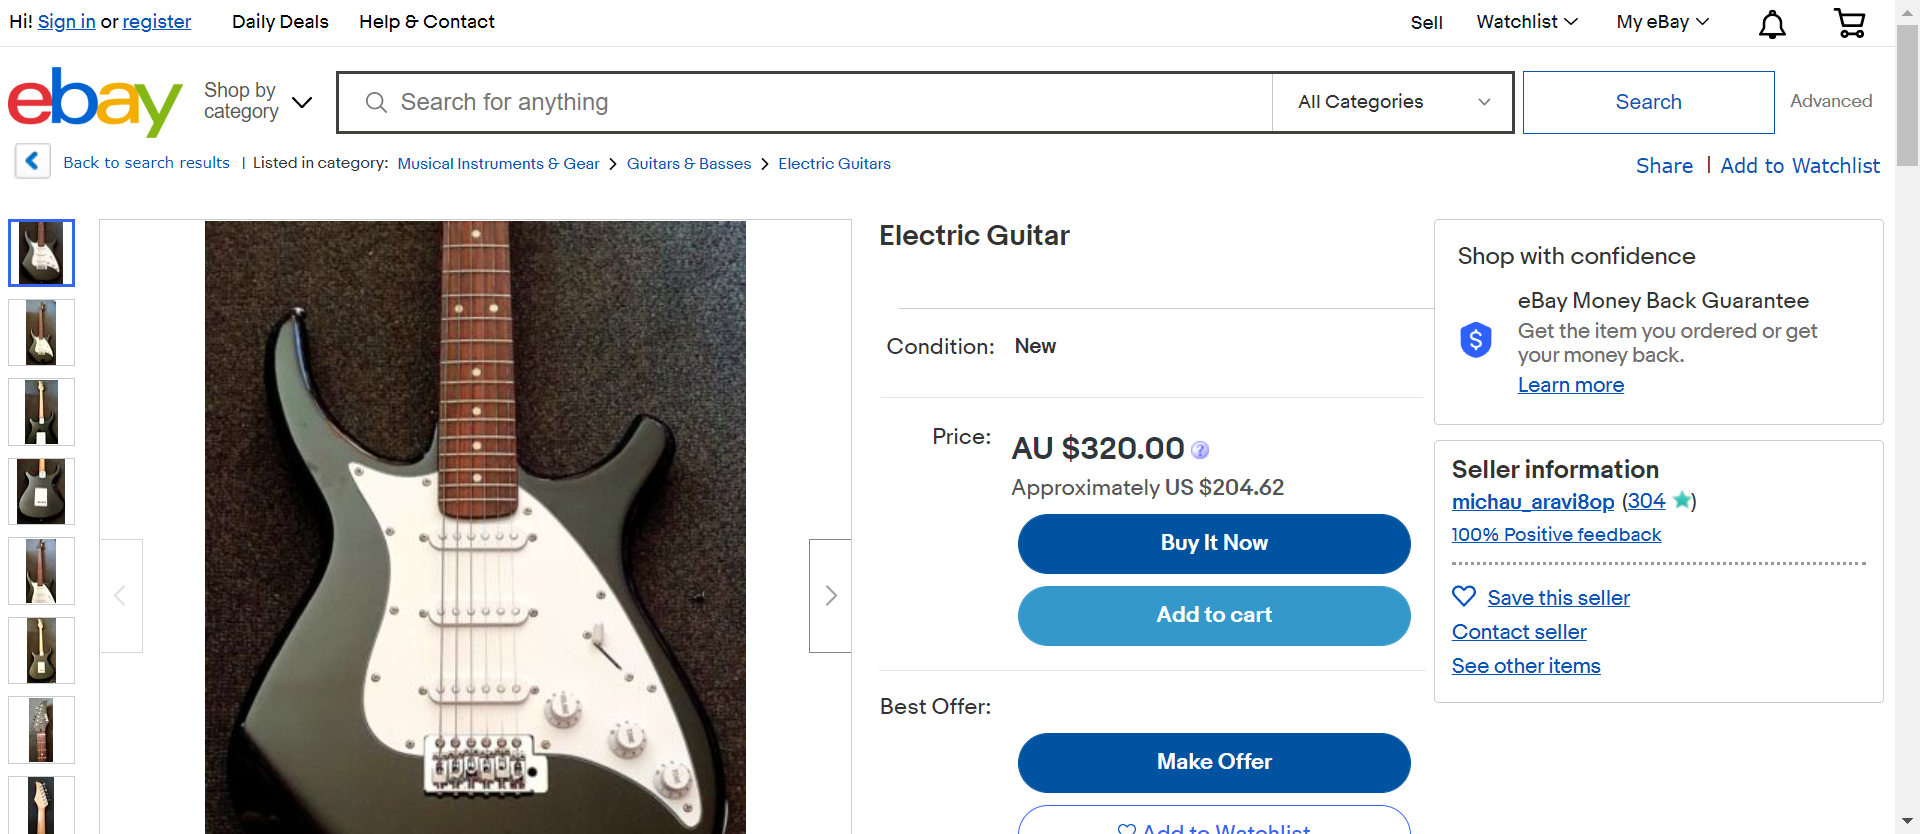 Hi! Sign in or register
Daily Deals
Help & Contact
Sell
Watchlist
My eBay
ebay
Shop by
category
Search for anything
All Categories
Search
Advanced
Back to search results | Listed in category: Musical Instruments & Gear > Guitars & Basses > Electric Guitars
Share | Add to Watchlist
Electric Guitar
Condition: New
Price: AU $320.00
Approximately US $204.62
Buy It Now
Add to cart
Best Offer:
Make Offer
Add to Watchlist
Shop with confidence
eBay Money Back Guarantee
Get the item you ordered or get
your money back.
Learn more
Seller information
michau_aravi8op (304)
100% Positive feedback
Save this seller
Contact seller
See other items